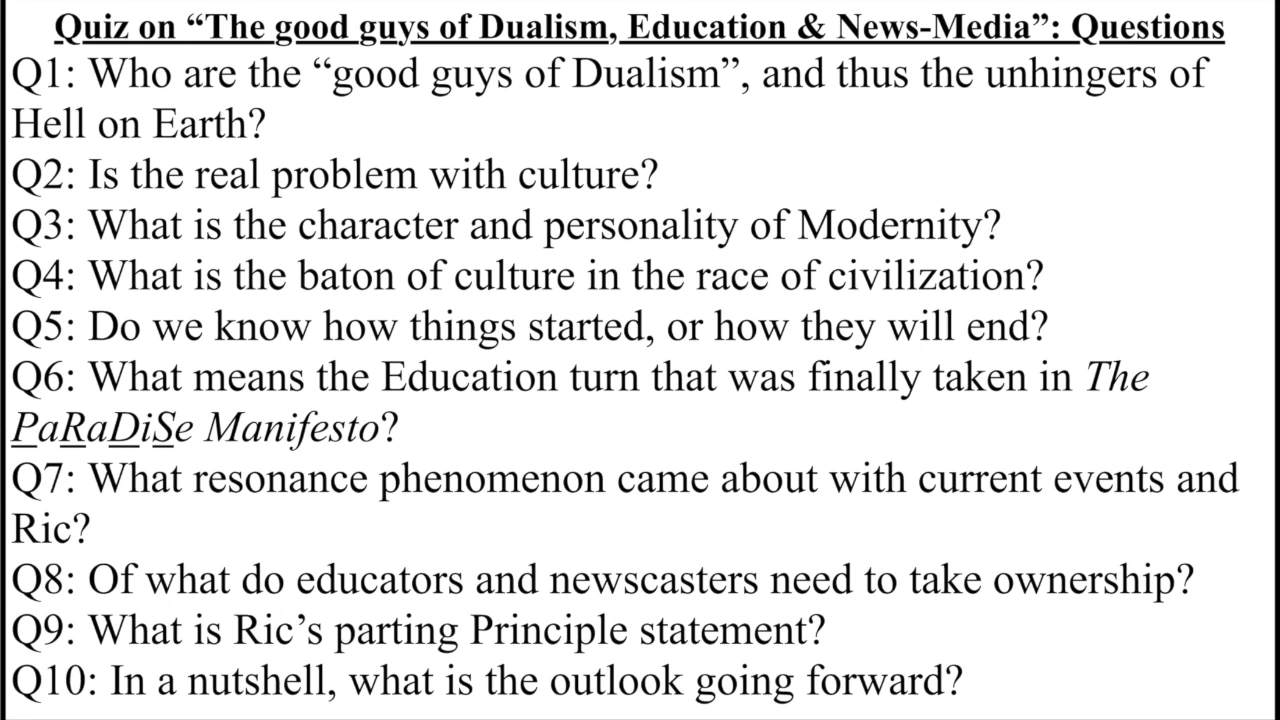 Quiz on “The good guys of Dualism, Education & News-Media”: Questions
Q1: Who are the “good guys of Dualism”, and thus the unhingers of
Hell on Earth?
Q2: Is the real problem with culture?
Q3: What is the character and personality of Modernity?
Q4: What is the baton of culture in the race of civilization?
Q5: Do we know how things started, or how they will end?
Q6: What means the Education turn that was finally taken in The
PaRaDiSe Manifesto?
Q7: What resonance phenomenon came about with current events and
Ric?
Q8: Of what do educators and newscasters need to take ownership?
Q9: What is Ric’s parting Principle statement?
Q10: In a nutshell, what is the outlook going forward?